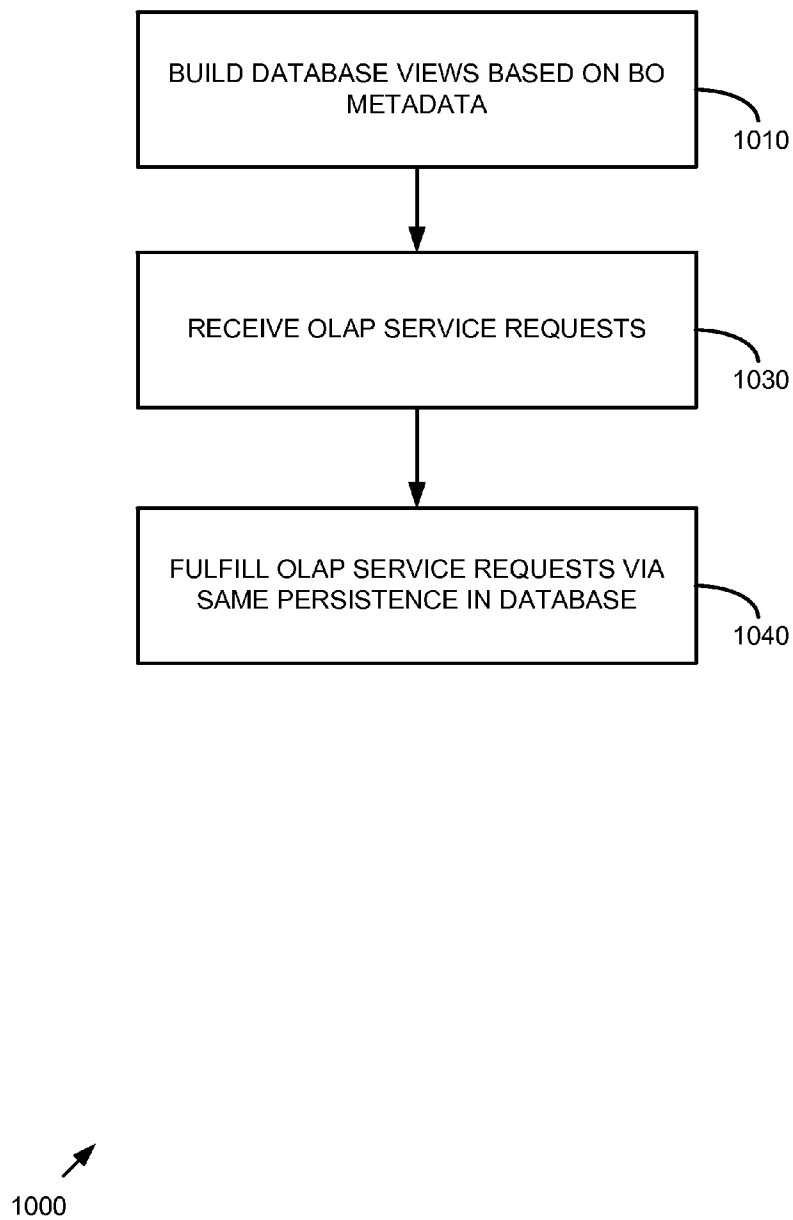 BUILD DATABASE VIEWS BASED ON BO
METADATA
1010
RECEIVE OLAP SERVICE REQUESTS
1030
FULFILL OLAP SERVICE REQUESTS VIA
SAME PERSISTENCE IN DATABASE
1040
1000